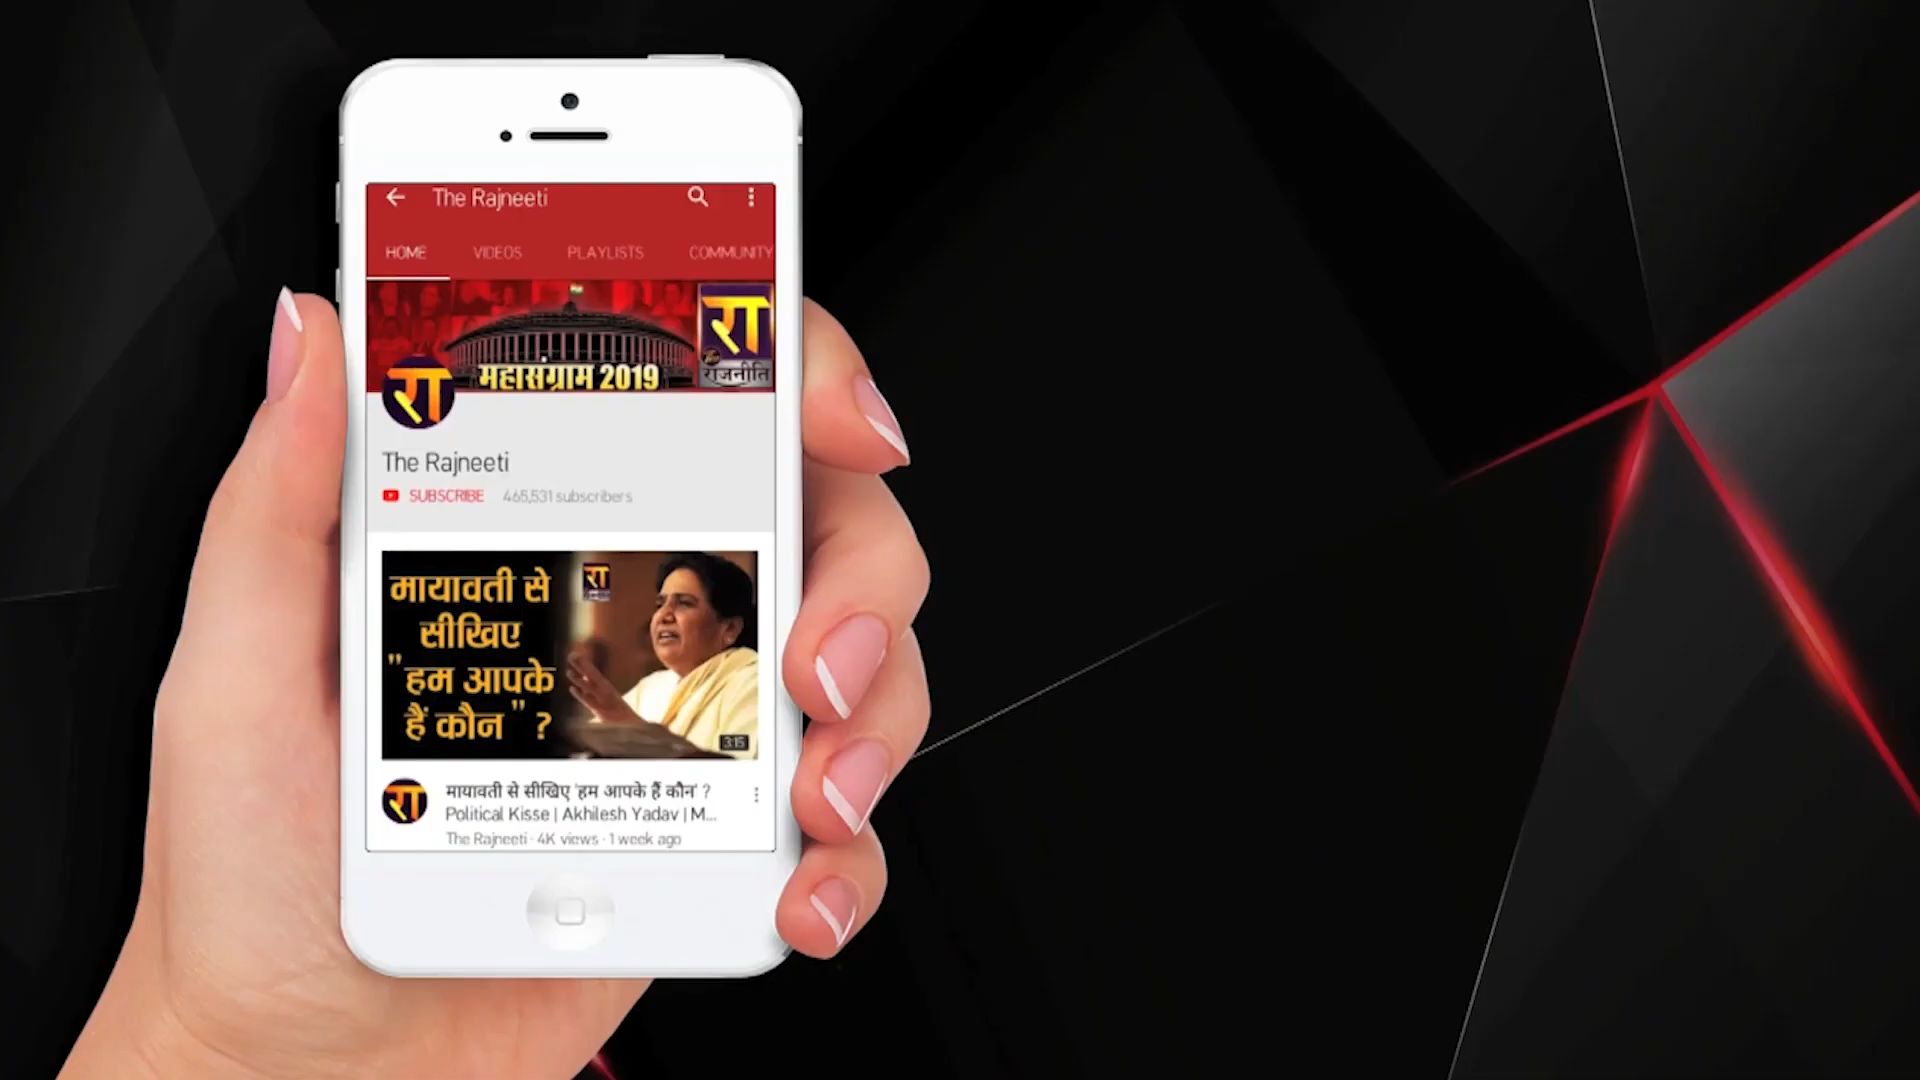 The Rajneeti
HOME VIDEOS PLAYLISTS COMMUNITY
रा
राजनीति
महासंग्राम 2019
रा
The Rajneeti
SUBSCRIBE 465,531 subscribers
रा
मायावती से
सीखिए
"हम आपके
हैं कौन" ?
3:15
रा
मायावती से सीखिए 'हम आपके हैं कौन' ?
Political Kisse | Akhilesh Yadav | M...
The Rajneeti · 4K views · 1 week ago